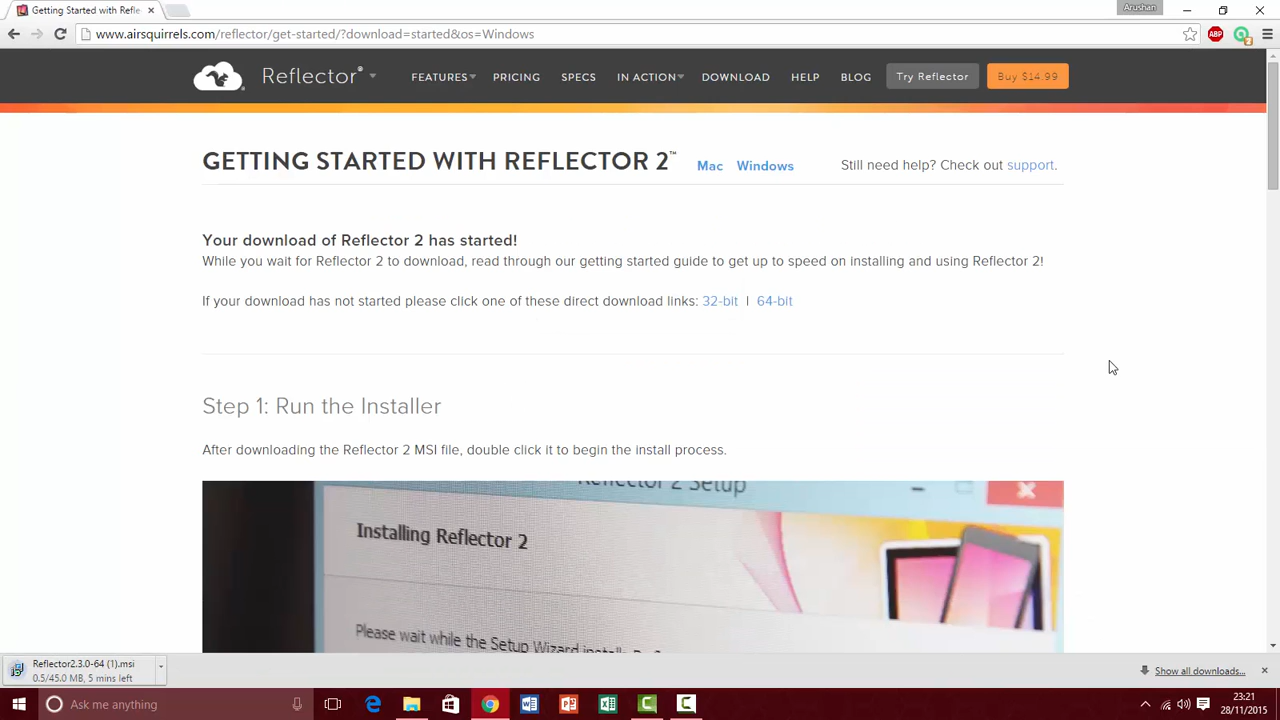 Getting Started with Refle
Arushan
www.airsquirrels.com/reflector/get-started/?download=started&os=Windows
ABP
2
Reflector®
FEATURES
PRICING
SPECS
IN ACTION
DOWNLOAD
HELP
BLOG
Try Reflector
Buy $14.99
GETTING STARTED WITH REFLECTOR 2™
Mac
Windows
Still need help? Check out support.
Your download of Reflector 2 has started!
While you wait for Reflector 2 to download, read through our getting started guide to get up to speed on installing and using Reflector 2!
If your download has not started please click one of these direct download links: 32-bit | 64-bit
Step 1: Run the Installer
After downloading the Reflector 2 MSI file, double click it to begin the install process.
Reflector 2 Setup
Installing Reflector 2
Please wait while the Setup Wizard
Reflector2.3.0-64 (1).msi
0.5/45.0 MB, 5 mins left
Show all downloads...
Ask me anything
23:21
28/11/2015